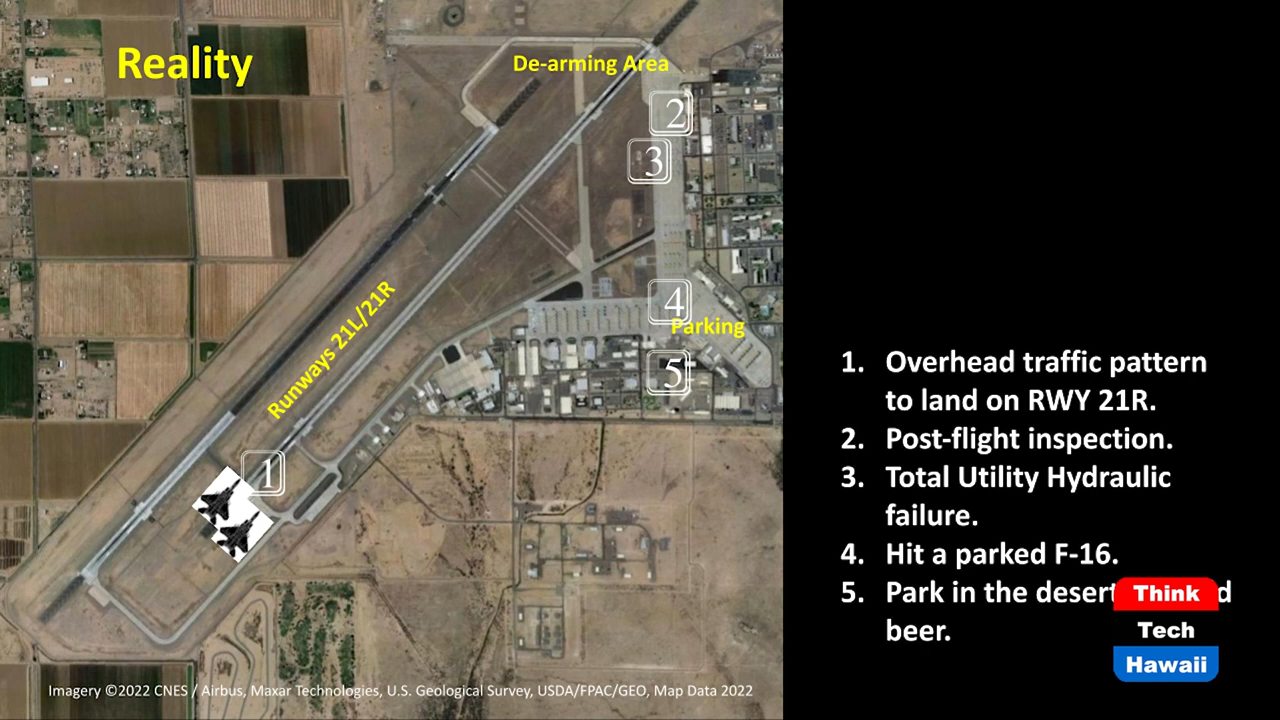 Reality
De-arming Area
2
3
Runways 21L/21R
4
Parking
5
1
1. Overhead traffic pattern
to land on RWY 21R.
2. Post-flight inspection.
3. Total Utility Hydraulic
failure.
4. Hit a parked F-16.
5. Park in the desert
beer.
Think
Tech
Hawaii
Imagery ©2022 CNES / Airbus, Maxar Technologies, U.S. Geological Survey, USDA/FPAC/GEO, Map Data 2022